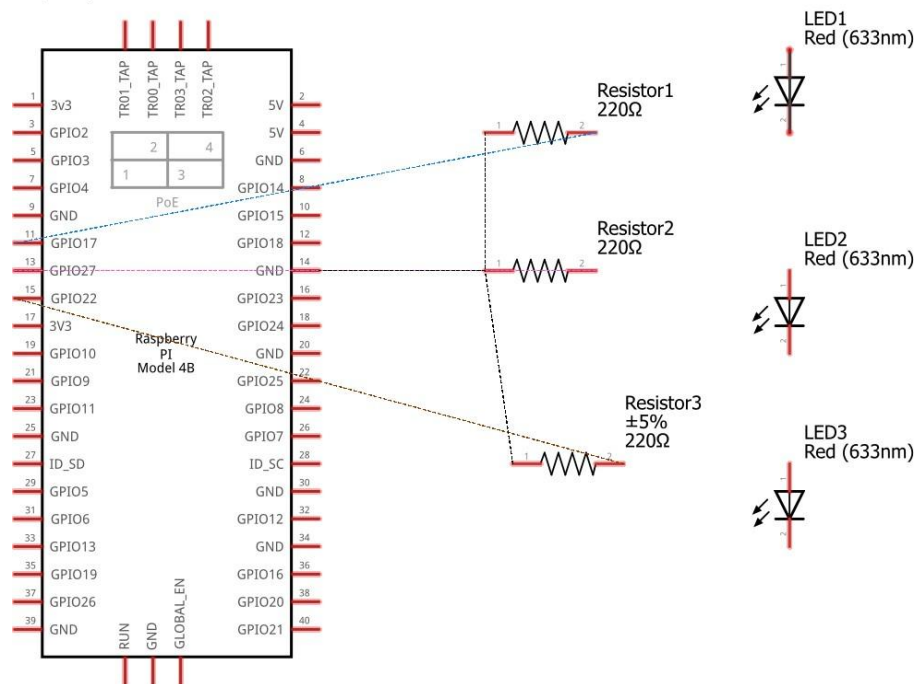 LED1
Red (633nm)
TR01_TAP
TR00_TAP
TR03_TAP
TR02_TAP
Resistor1
220Ω
1
2
1
2
1 3v3
5V 2
3 GPIO2
5V 4
5 GPIO3
GND 6
7 GPIO4
GPIO14 8
2 4
1 3
PoE
9 GND
GPIO15 10
11 GPIO17
GPIO18 12
13 GPIO27
GND 14
15 GPIO22
GPIO23 16
17 3V3
GPIO24 18
19 GPIO10
GND 20
21 GPIO9
GPIO25 22
23 GPIO11
GPIO8 24
25 GND
GPIO7 26
27 ID_SD
ID_SC 28
29 GPIO5
GND 30
31 GPIO6
GPIO12 32
33 GPIO13
GND 34
35 GPIO19
GPIO16 36
37 GPIO26
GPIO20 38
39 GND
GPIO21 40
Raspberry
PI
Model 4B
RUN
GND
GLOBAL_EN
Resistor2
220Ω
1
2
LED2
Red (633nm)
1
2
Resistor3
±5%
220Ω
1
2
LED3
Red (633nm)
1
2